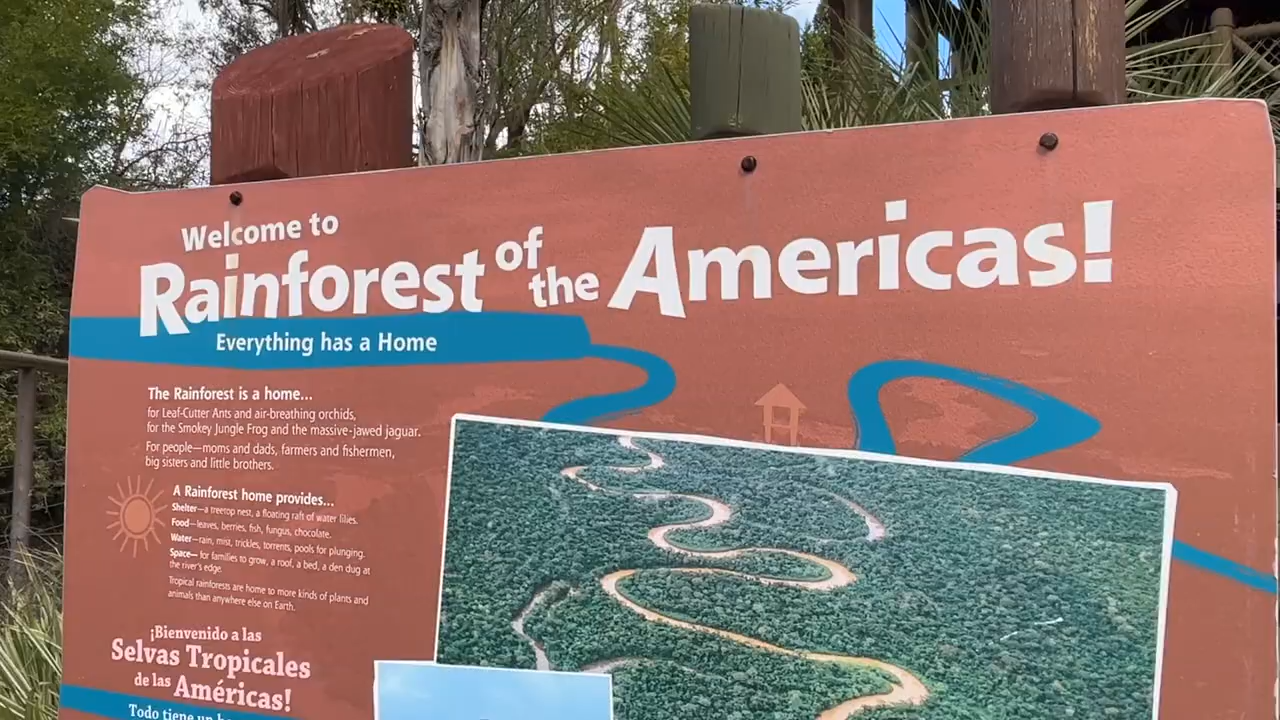 Welcome to
Rainforest of the Americas!
Everything has a Home
The Rainforest is a home...
for Leaf-Cutter Ants and air-breathing orchids,
for the Smokey Jungle Frog and the massive-jawed jaguar.
For people—moms and dads, farmers and fishermen,
big sisters and little brothers.
A Rainforest home provides...
Shelter—a treetop nest, a floating raft of water lilies.
Food—leaves, berries, fish, fungus, chocolate.
Water—rain, mist, trickles, torrents, pools for plunging.
Space— for families to grow, a roof, a bed, a den dug at
the river's edge.
Tropical rainforests are home to more kinds of plants and
animals than anywhere else on Earth.
¡Bienvenido a las
Selvas Tropicales
de las Américas!
Todo tiene un